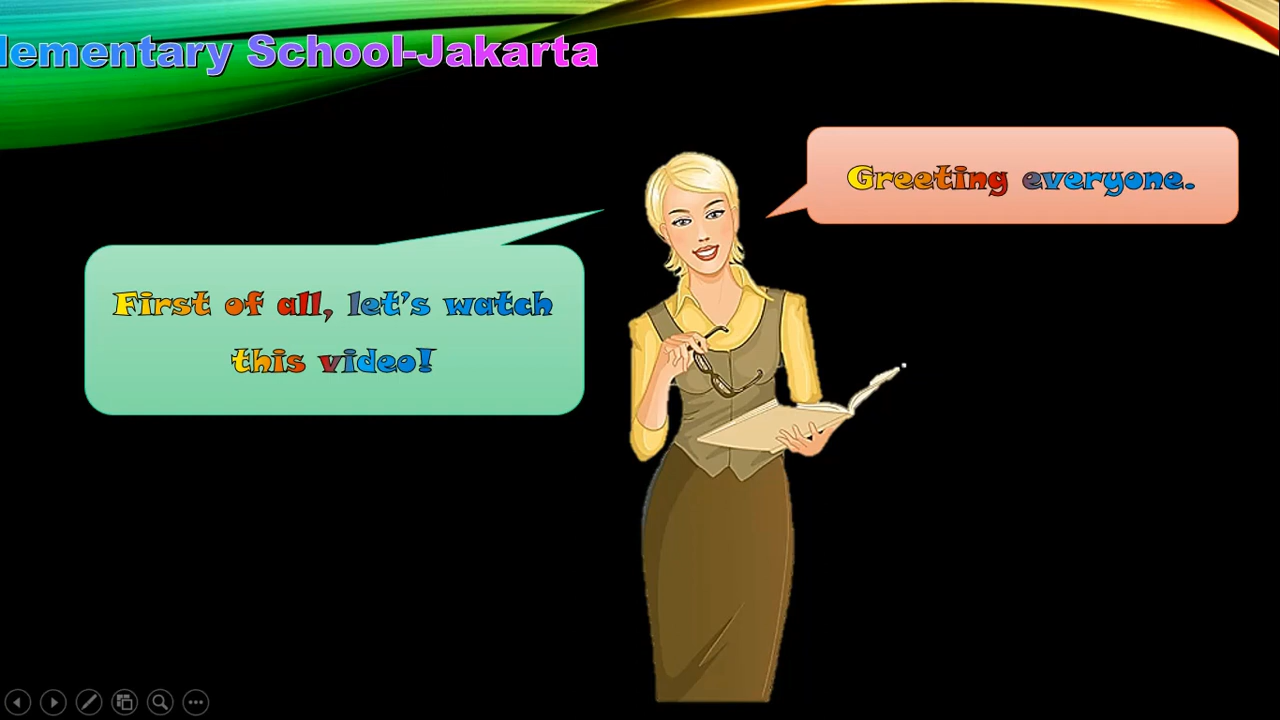 lementary School-Jakarta
Greeting everyone.
First of all, let's watch
this video!